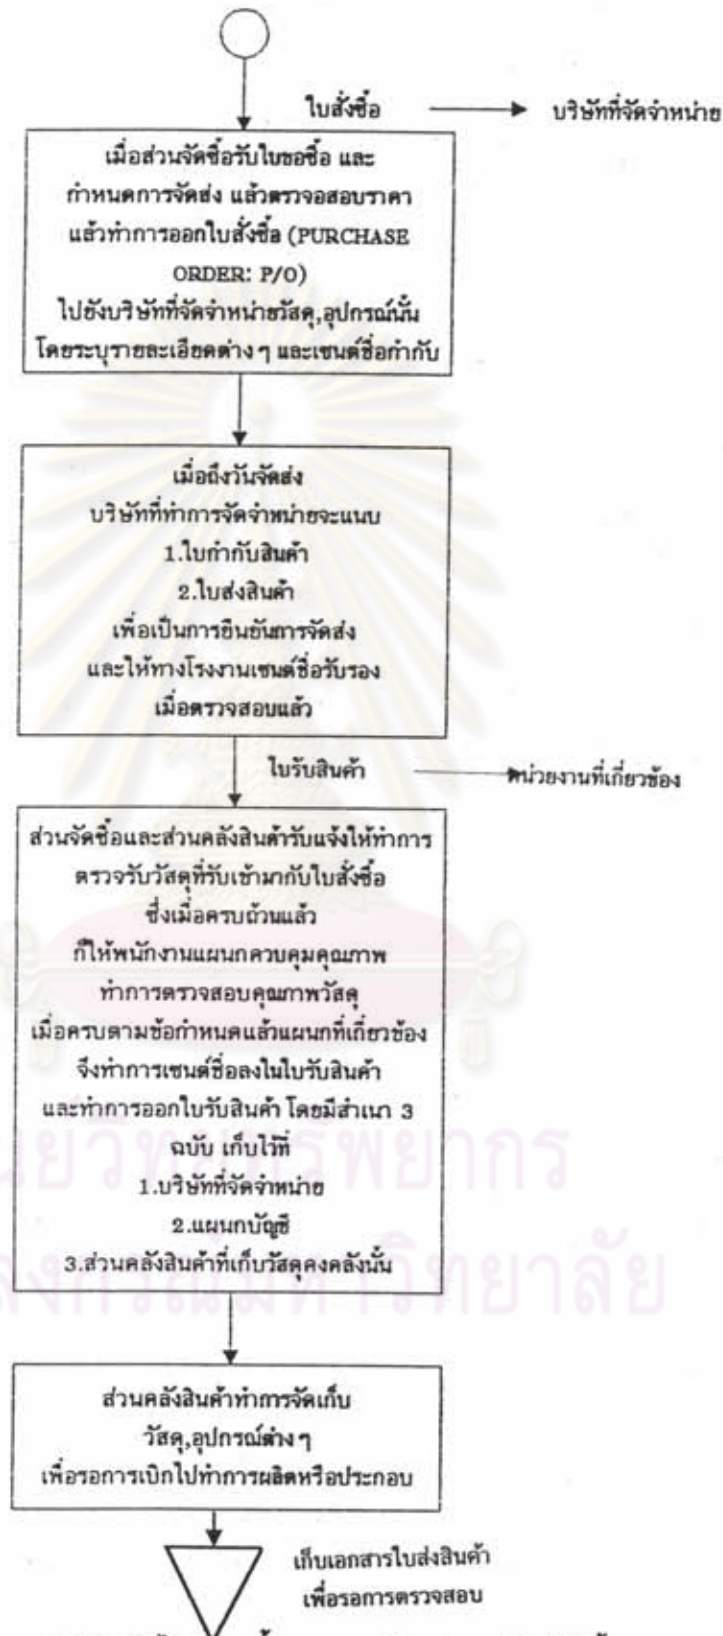 ใบสั่งซื้อ บริษัทที่จัดจำหน่าย
เมื่อส่วนจัดซื้อรับใบขอซื้อ และ
กำหนดการจัดส่ง แล้วตรวจอสอบราคา
แล้วทำการออกใบสั่งซื้อ (PURCHASE
ORDER: P/O)
ไปยังบริษัทที่จัดจำหน่ายวัสดุ,อุปกรณ์นั้น
โดยระบุรายละเอียดต่างๆ และเซนต์ชื่อกำกับ
เมื่อถึงวันจัดส่ง
บริษัทที่ทำการจัดจำหน่ายจะแนบ
1.ใบกำกับสินค้า
2.ใบส่งสินค้า
เพื่อเป็นการยืนยันการจัดส่ง
และให้ทางโรงงานเซนต์ชื่อรับรอง
เมื่อตรวจสอบแล้ว
ใบรับสินค้า หน่วยงานที่เกี่ยวข้อง
ส่วนจัดซื้อและส่วนคลังสินค้ารับแจ้งให้ทำการ
ตรวจรับวัสดุที่รับเข้ามากับใบสั่งซื้อ
ซึ่งเมื่อครบถ้วนแล้ว
ก็ให้พนักงานแผนกควบคุมคุณภาพ
ทำการตรวจสอบคุณภาพวัสดุ
เมื่อครบตามข้อกำหนดแล้วแผนกที่เกี่ยวข้อง
จึงทำการเซนต์ชื่อลงในใบรับสินค้า
และทำการออกใบรับสินค้า โดยมีสำเนา 3
ฉบับ เก็บไว้ที่
1.บริษัทที่จัดจำหน่าย
2.แผนกบัญชี
3.ส่วนคลังสินค้าที่เก็บวัสดุคงคลังนั้น
ส่วนคลังสินค้าทำการจัดเก็บ
วัสดุ,อุปกรณ์ต่างๆ
เพื่อรอการเบิกไปทำการผลิตหรือประกอบ
เก็บเอกสารใบส่งสินค้า
เพื่อรอการตรวจสอบ